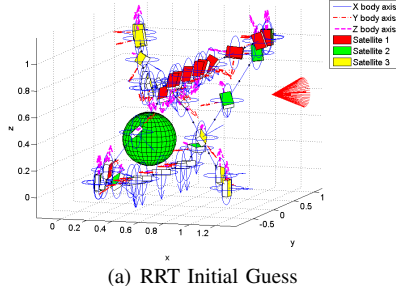 X body axis
Y body axis
Z body axis
Satellite 1
Satellite 2
Satellite 3
1
0.8
0.6
0.4
0.2
0
z
0 0.2 0.4 0.6 0.8 1 1.2
x
-0.5
0
0.5
1
y
(a) RRT Initial Guess